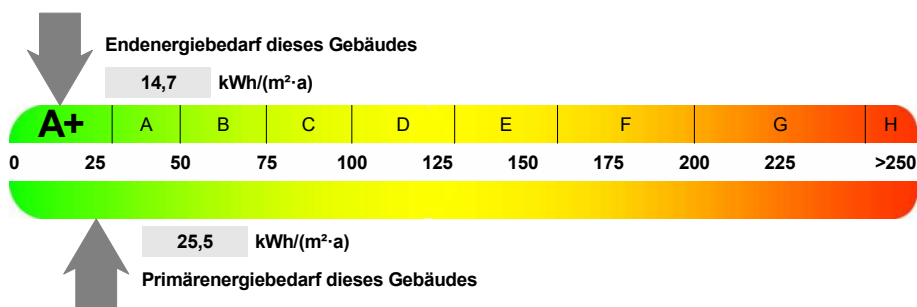 Endenergiebedarf dieses Gebäudes
14,7 kWh/(m²·a)
A+ A B C D E F G H
0 25 50 75 100 125 150 175 200 225 >250
25,5 kWh/(m²·a)
Primärenergiebedarf dieses Gebäudes